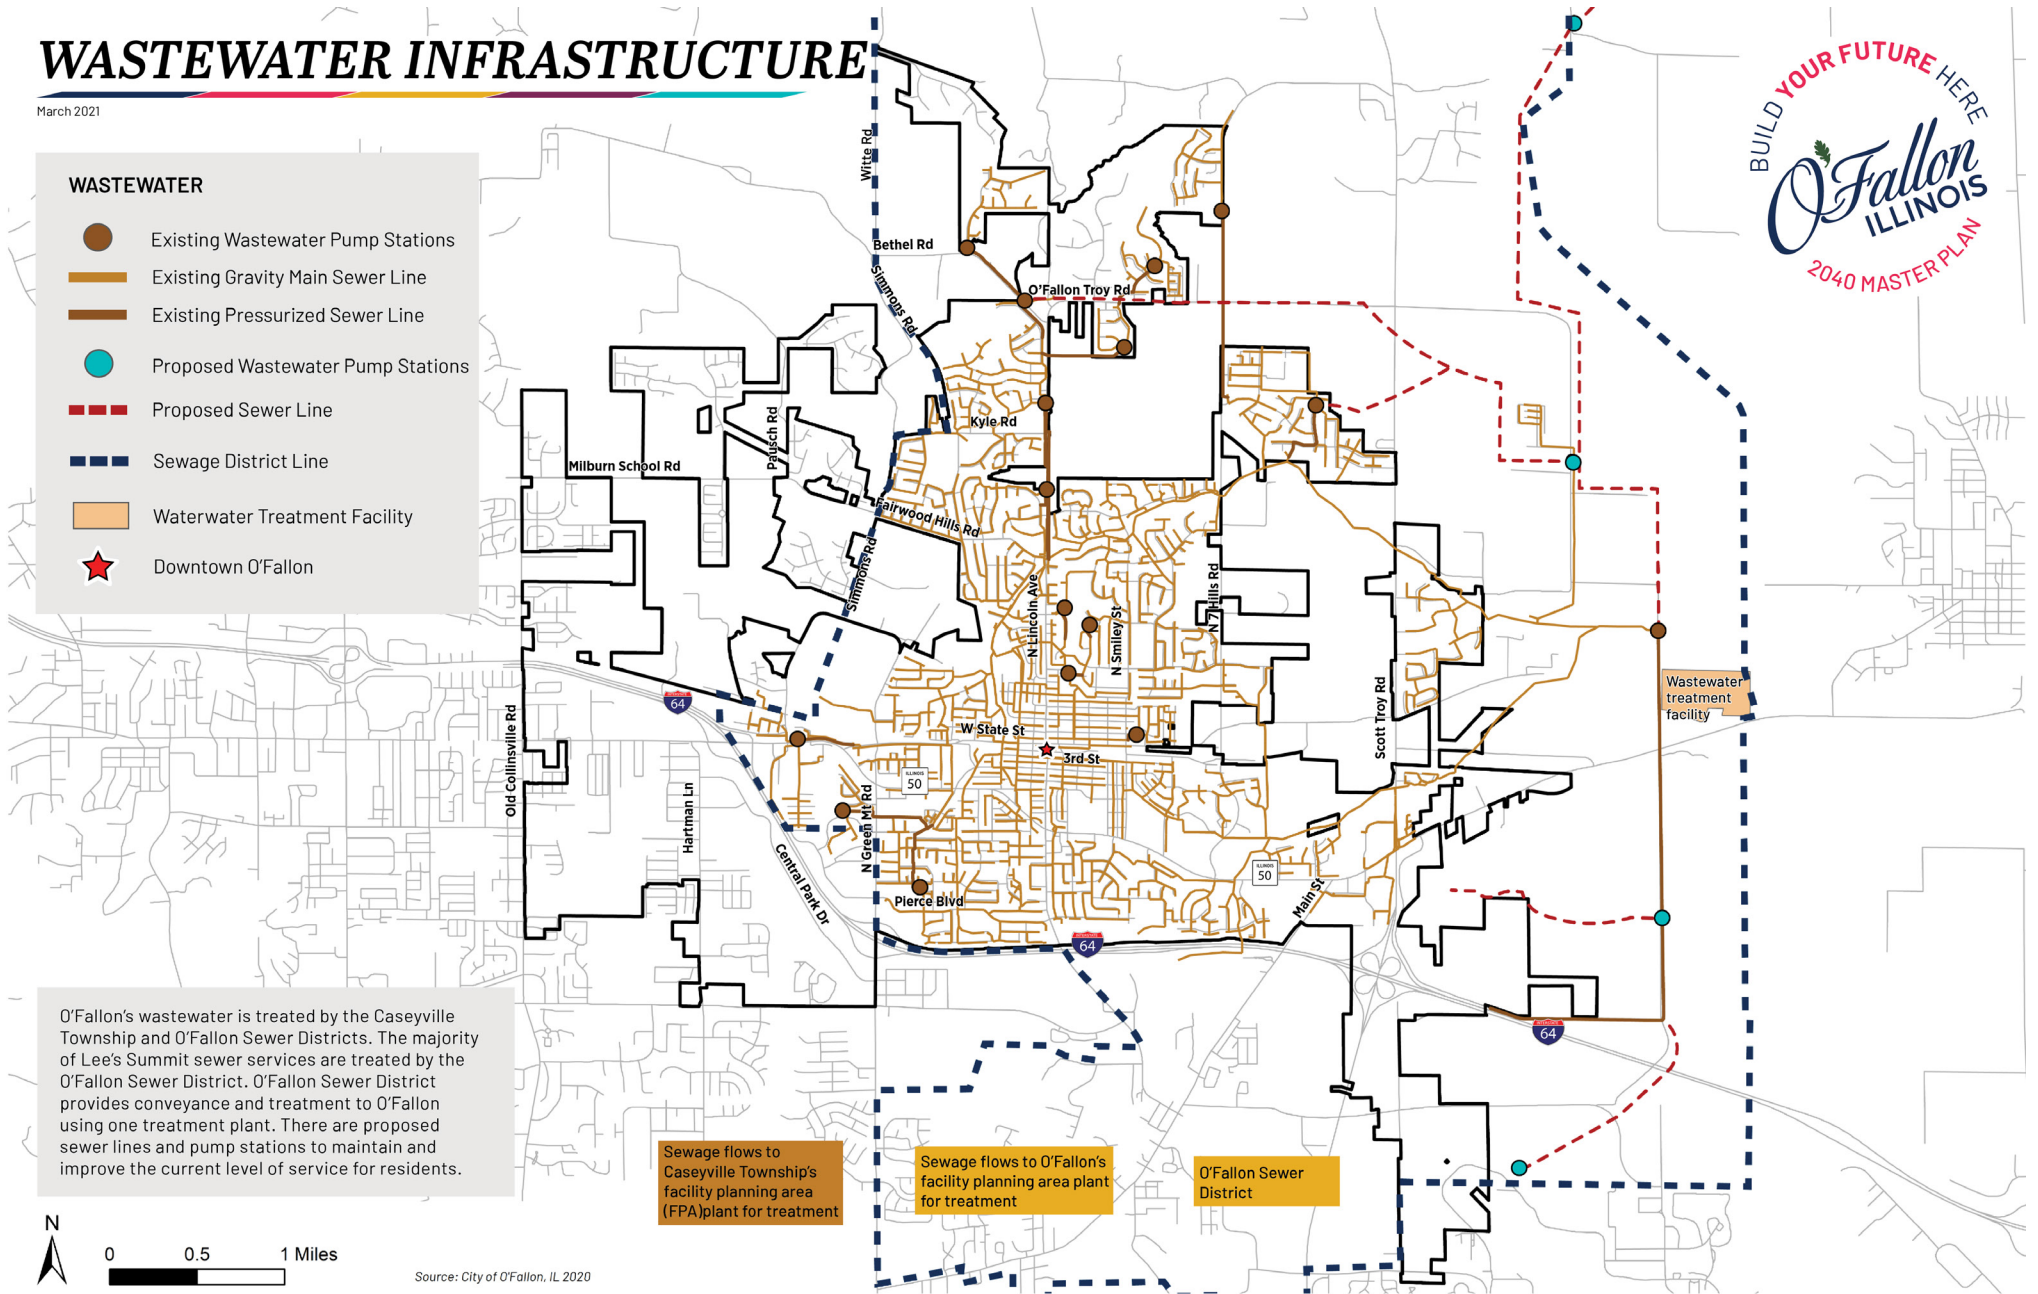 WASTEWATER INFRASTRUCTURE
March 2021
BUILD YOUR FUTURE HERE
O'Fallon
ILLINOIS
2040 MASTER PLAN
WASTEWATER
Existing Wastewater Pump Stations
Existing Gravity Main Sewer Line
Existing Pressurized Sewer Line
Proposed Wastewater Pump Stations
Proposed Sewer Line
Sewage District Line
Waterwater Treatment Facility
Downtown O'Fallon
Witte Rd
Bethel Rd
Simmons Rd
O'Fallon Troy Rd
Kyle Rd
Pausch Rd
Milburn School Rd
Fairwood Hills Rd
Simmons Rd
N Lincoln Ave
N Smiley St
N 7 Hills Rd
Wastewater
treatment
facility
64
Old Collinsville Rd
W State St
3rd St
Scott Troy Rd
ILLINOIS
50
Hartman Ln
N Green Mt Rd
Central Park Dr
ILLINOIS
50
Main St
Pierce Blvd
64
64
O'Fallon's wastewater is treated by the Caseyville
Township and O'Fallon Sewer Districts. The majority
of Lee's Summit sewer services are treated by the
O'Fallon Sewer District. O'Fallon Sewer District
provides conveyance and treatment to O'Fallon
using one treatment plant. There are proposed
sewer lines and pump stations to maintain and
improve the current level of service for residents.
Sewage flows to
Caseyville Township's
facility planning area
(FPA)plant for treatment
Sewage flows to O'Fallon's
facility planning area plant
for treatment
O'Fallon Sewer
District
N
0 0.5 1 Miles
Source: City of O'Fallon, IL 2020